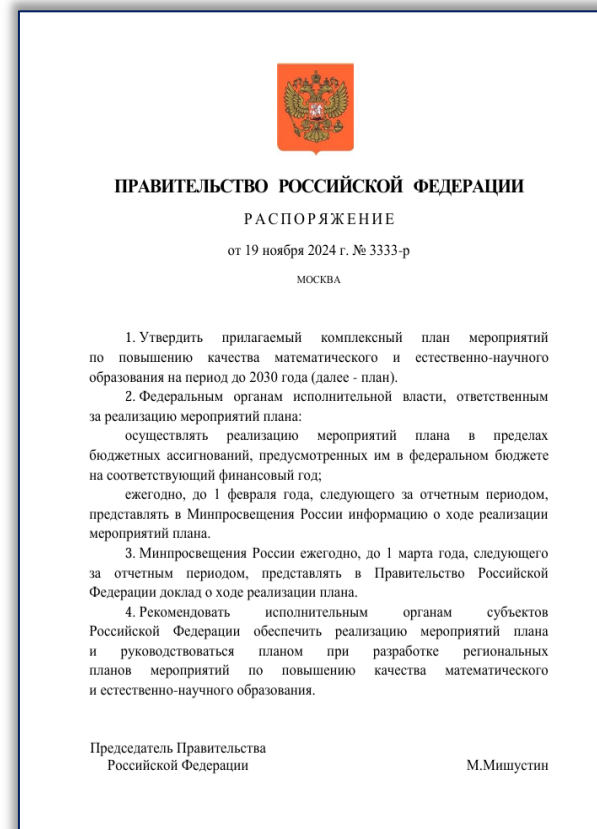 ПРАВИТЕЛЬСТВО РОССИЙСКОЙ ФЕДЕРАЦИИ
РАСПОРЯЖЕНИЕ
от 19 ноября 2024 г. № 3333-р
МОСКВА
1. Утвердить прилагаемый комплексный план мероприятий
по повышению качества математического и естественно-научного
образования на период до 2030 года (далее - план).
2. Федеральным органам исполнительной власти, ответственным
за реализацию мероприятий плана:
осуществлять реализацию мероприятий плана в пределах
бюджетных ассигнований, предусмотренных им в федеральном бюджете
на соответствующий финансовый год;
ежегодно, до 1 февраля года, следующего за отчетным периодом,
представлять в Минпросвещения России информацию о ходе реализации
мероприятий плана.
3. Минпросвещения России ежегодно, до 1 марта года, следующего
за отчетным периодом, представлять в Правительство Российской
Федерации доклад о ходе реализации плана.
4. Рекомендовать исполнительным органам субъектов
Российской Федерации обеспечить реализацию мероприятий плана
и руководствоваться планом при разработке региональных
планов мероприятий по повышению качества математического
и естественно-научного образования.
Председатель Правительства
Российской Федерации М.Мишустин